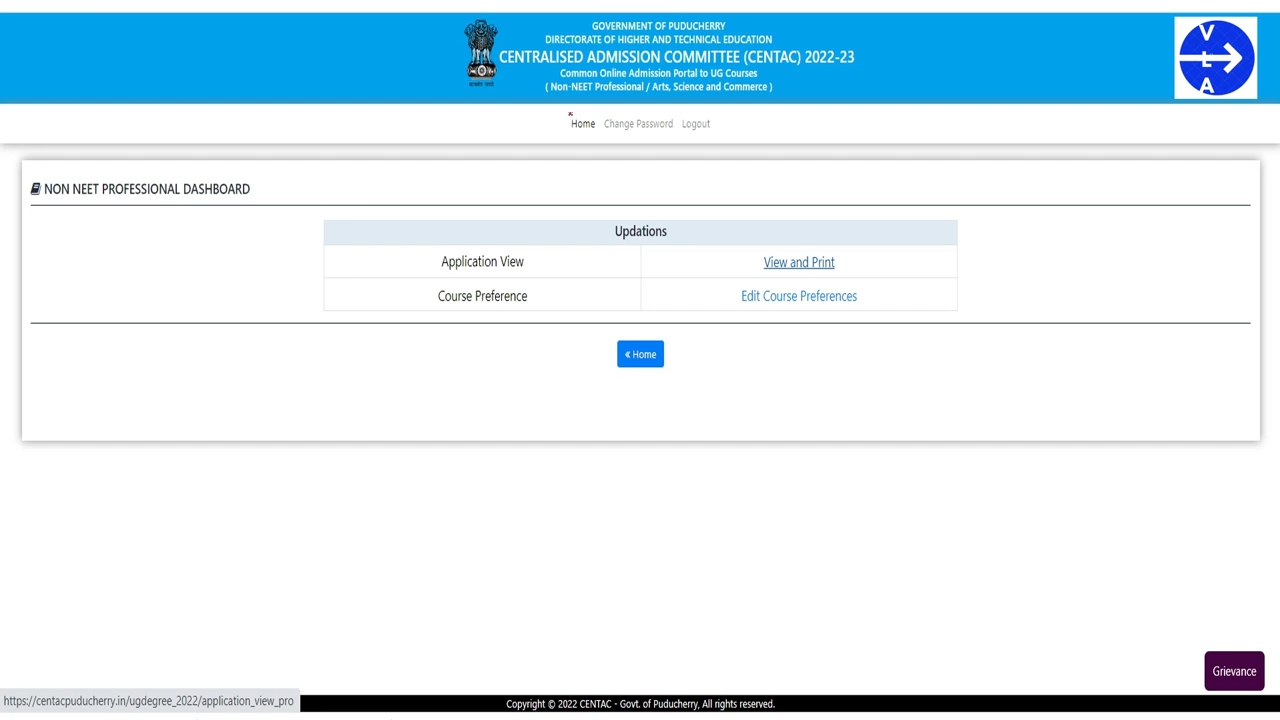 GOVERNMENT OF PUDUCHERRY
DIRECTORATE OF HIGHER AND TECHNICAL EDUCATION
CENTRALISED ADMISSION COMMITTEE (CENTAC) 2022-23
Common Online Admission Portal to UG Courses
( Non-NEET Professional / Arts, Science and Commerce )
V
L
A
Home Change Password Logout
NON NEET PROFESSIONAL DASHBOARD
Updations
Application View View and Print
Course Preference Edit Course Preferences
« Home
Grievance
https://centacpuducherry.in/ugdegree_2022/application_view_pro
Copyright © 2022 CENTAC - Govt. of Puducherry, All rights reserved.